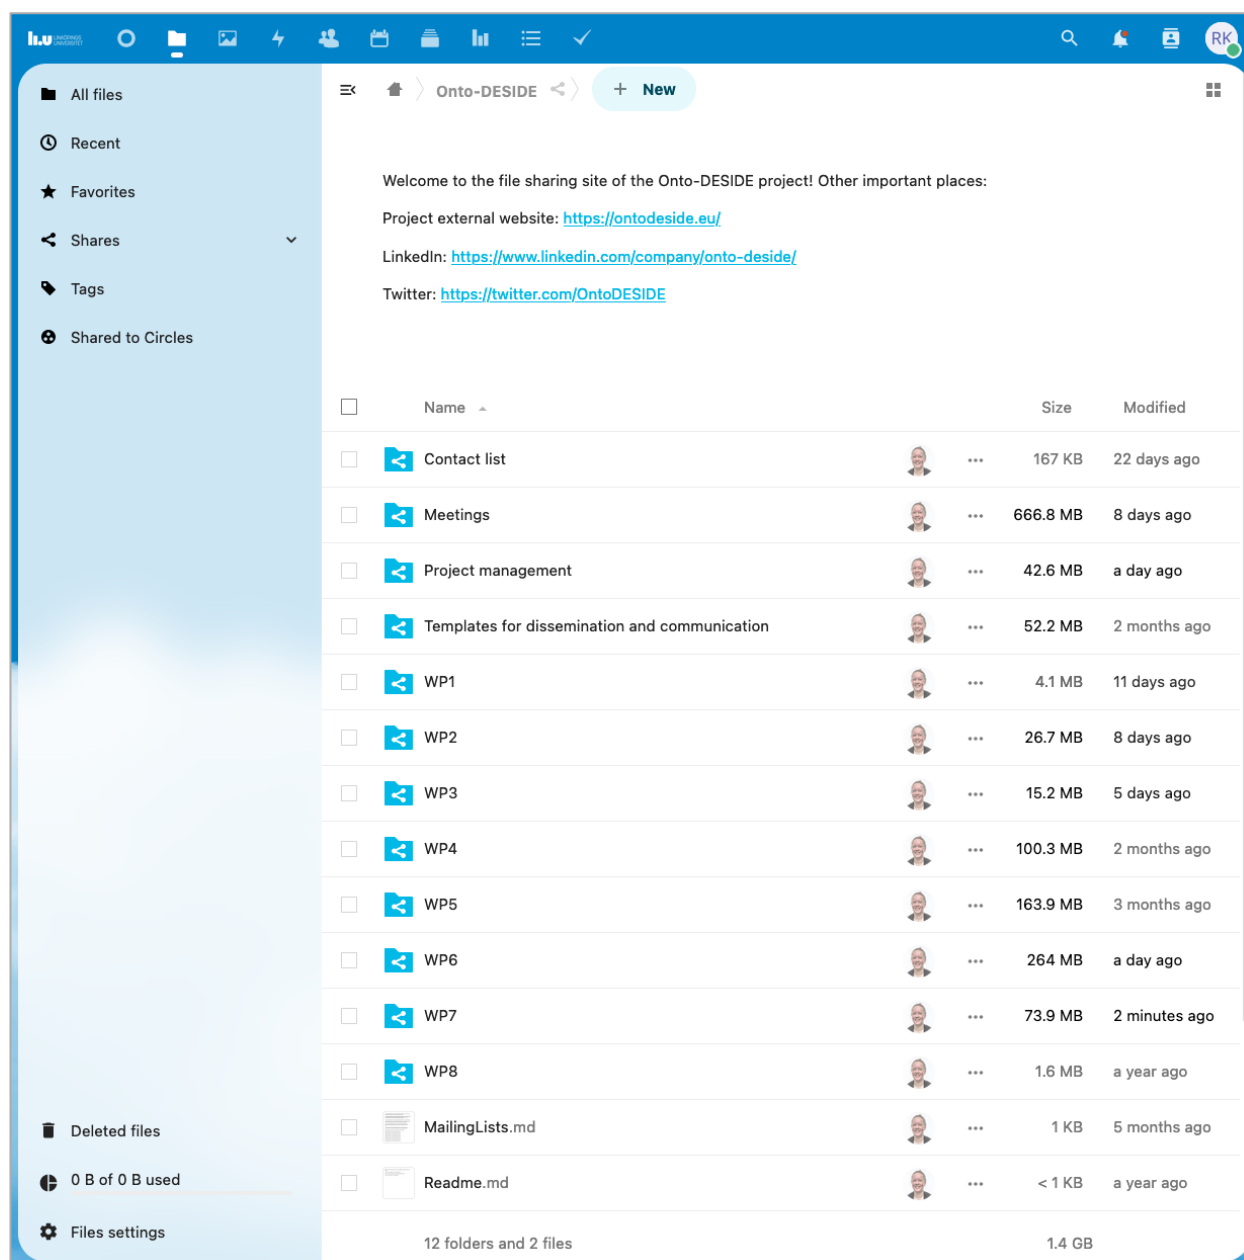 li.u LINKÖPINGS UNIVERSITET
RK
All files
Recent
Favorites
Shares
Tags
Shared to Circles
Deleted files
0 B of 0 B used
Files settings
Onto-DESIDE + New
Welcome to the file sharing site of the Onto-DESIDE project! Other important places:
Project external website: https://ontodeside.eu/
LinkedIn: https://www.linkedin.com/company/onto-deside/
Twitter: https://twitter.com/OntoDESIDE
Name Size Modified
Contact list 167 KB 22 days ago
Meetings 666.8 MB 8 days ago
Project management 42.6 MB a day ago
Templates for dissemination and communication 52.2 MB 2 months ago
WP1 4.1 MB 11 days ago
WP2 26.7 MB 8 days ago
WP3 15.2 MB 5 days ago
WP4 100.3 MB 2 months ago
WP5 163.9 MB 3 months ago
WP6 264 MB a day ago
WP7 73.9 MB 2 minutes ago
WP8 1.6 MB a year ago
MailingLists.md 1 KB 5 months ago
Readme.md < 1 KB a year ago
12 folders and 2 files 1.4 GB